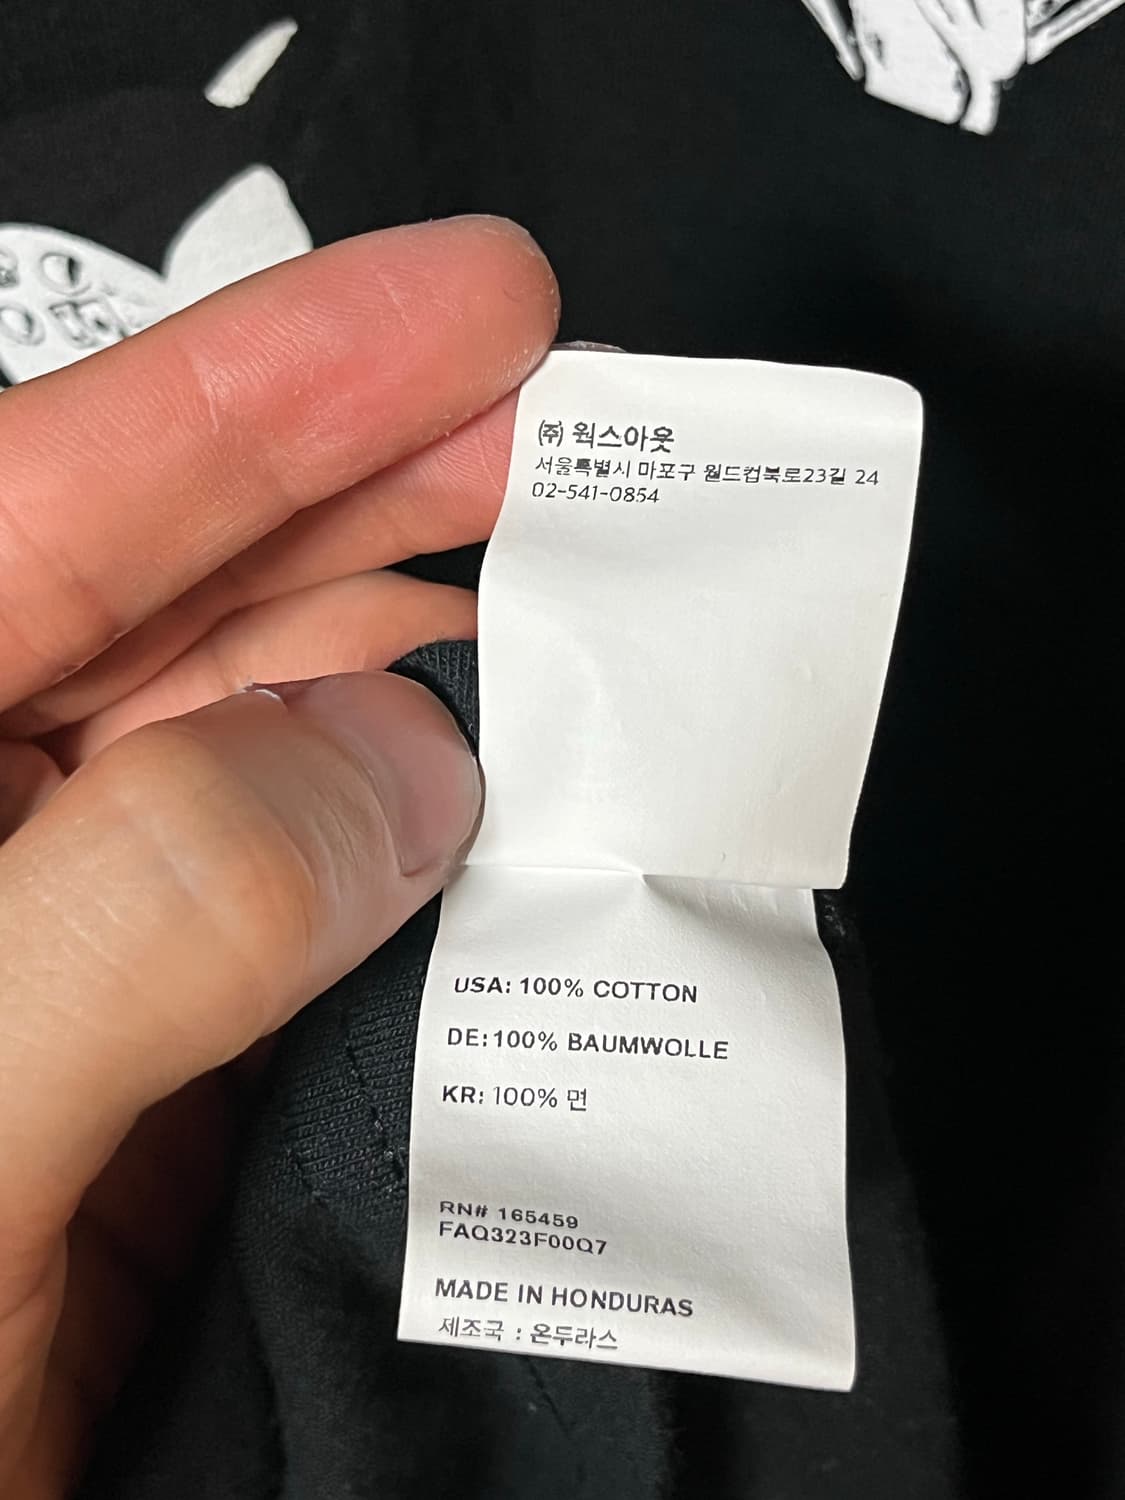 ㈜ 웍스아웃
서울특별시 마포구 월드컵북로23길 24
02-541-0854
USA: 100% COTTON
DE: 100% BAUMWOLLE
KR: 100% 면
RN# 165459
FAQ323F00Q7
MADE IN HONDURAS
제조국 : 온두라스